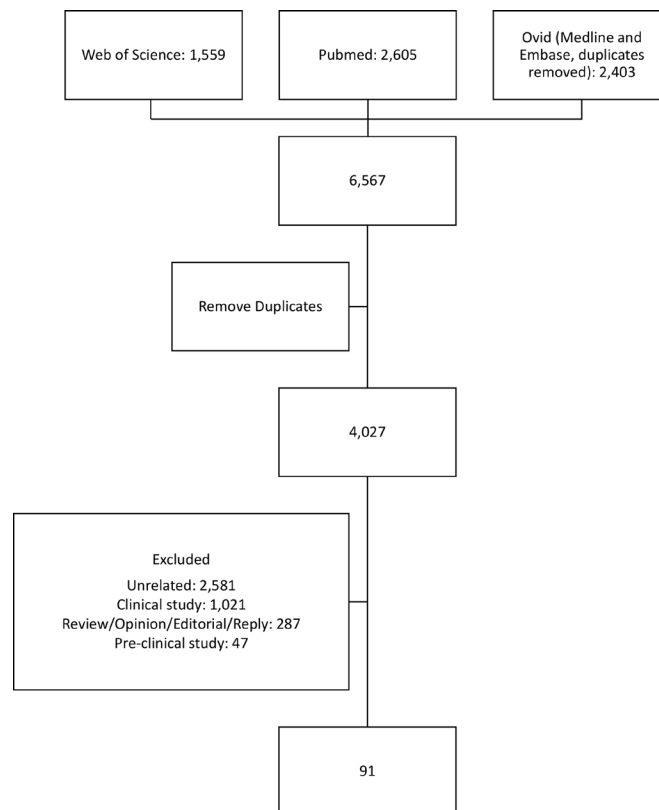 Web of Science: 1,559
Pubmed: 2,605
Ovid (Medline and
Embase, duplicates
removed): 2,403
6,567
Remove Duplicates
4,027
Excluded
Unrelated: 2,581
Clinical study: 1,021
Review/Opinion/Editorial/Reply: 287
Pre-clinical study: 47
91